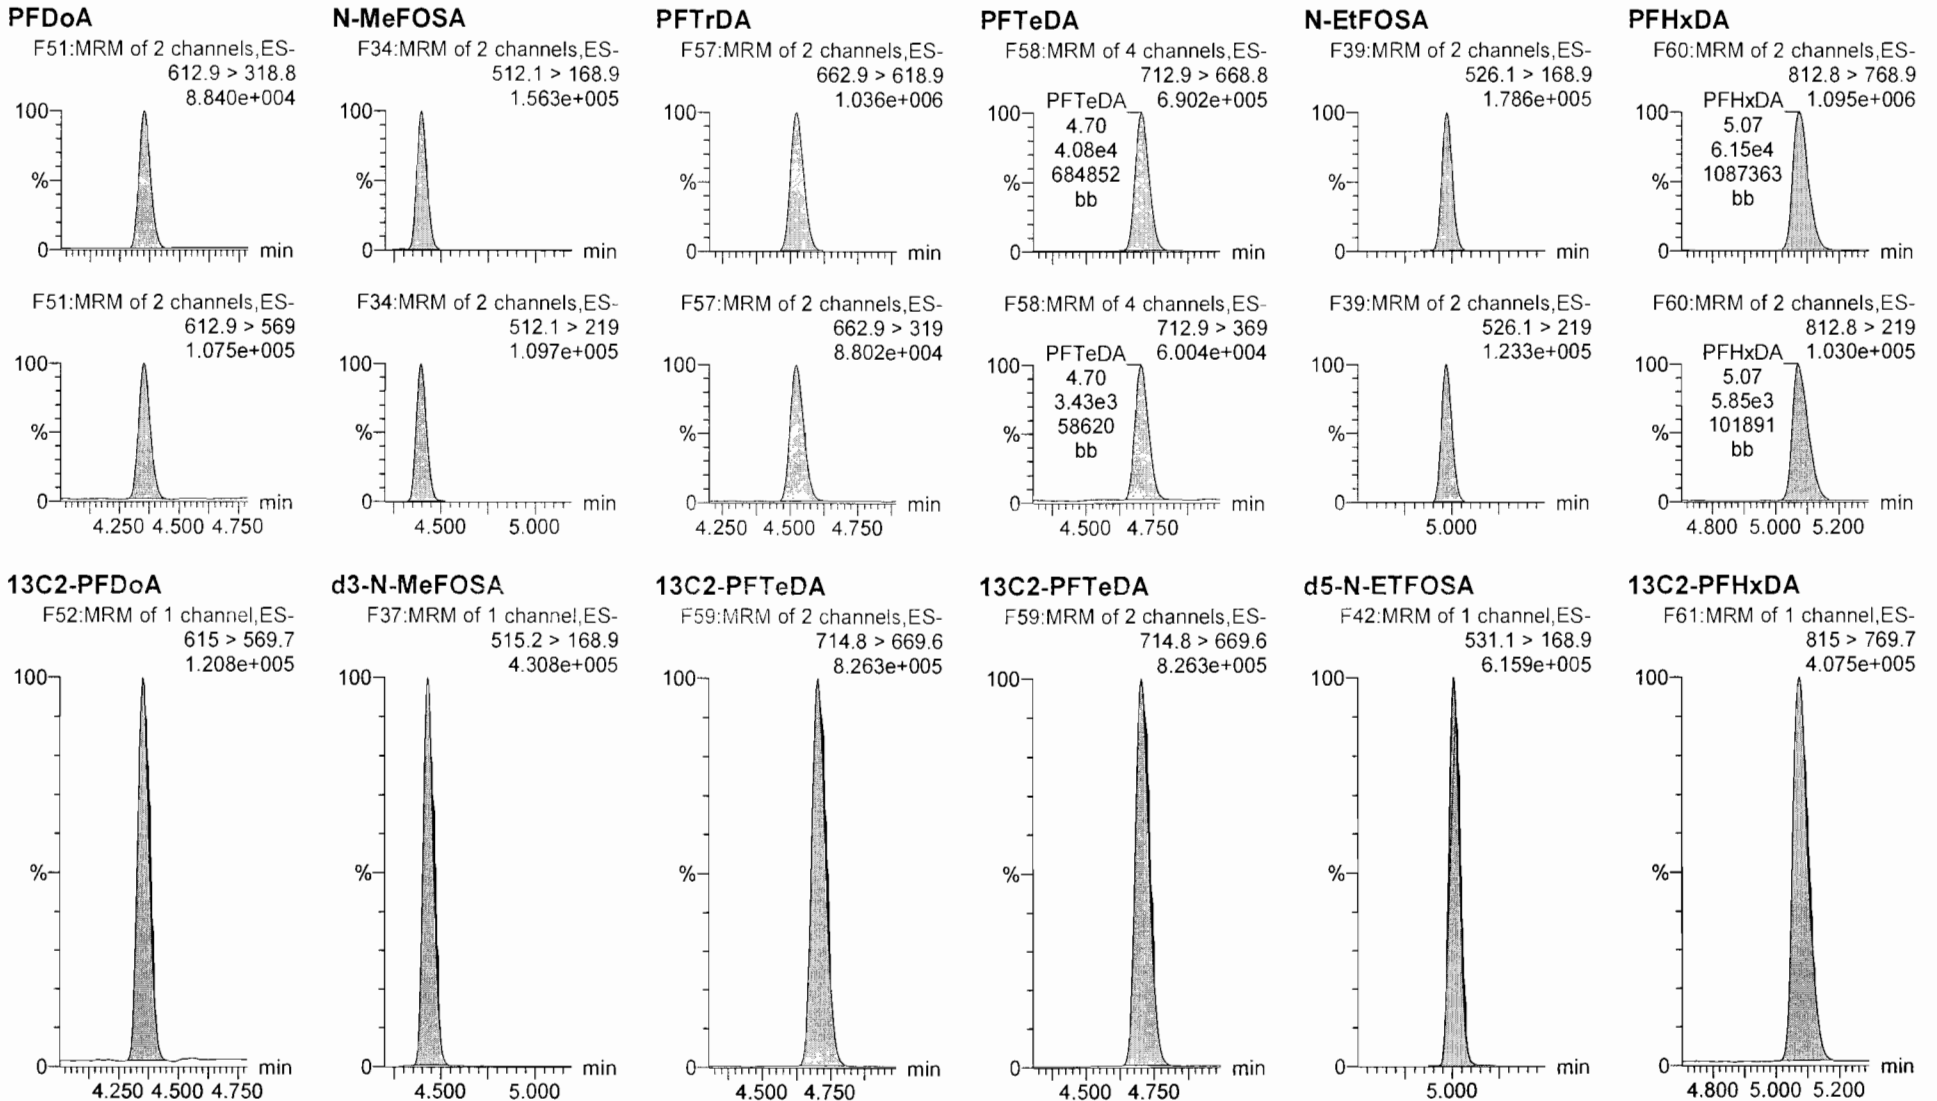 PFDoA
F51:MRM of 2 channels,ES-
612.9 > 318.8
8.840e+004
100
%
0
min
N-MeFOSA
F34:MRM of 2 channels,ES-
512.1 > 168.9
1.563e+005
100
%
0
min
PFTrDA
F57:MRM of 2 channels,ES-
662.9 > 618.9
1.036e+006
100
%
0
min
PFTeDA
F58:MRM of 4 channels,ES-
712.9 > 668.8
6.902e+005
PFTeDA
4.70
4.08e4
684852
bb
100
%
0
min
N-EtFOSA
F39:MRM of 2 channels,ES-
526.1 > 168.9
1.786e+005
100
%
0
min
PFHxDA
F60:MRM of 2 channels,ES-
812.8 > 768.9
1.095e+006
PFHxDA
5.07
6.15e4
1087363
bb
100
%
0
min
F51:MRM of 2 channels,ES-
612.9 > 569
1.075e+005
100
%
0
min
4.250 4.500 4.750
F34:MRM of 2 channels,ES-
512.1 > 219
1.097e+005
100
%
0
min
4.500 5.000
F57:MRM of 2 channels,ES-
662.9 > 319
8.802e+004
100
%
0
min
4.250 4.500 4.750
F58:MRM of 4 channels,ES-
712.9 > 369
6.004e+004
PFTeDA
4.70
3.43e3
58620
bb
100
%
0
min
4.500 4.750
F39:MRM of 2 channels,ES-
526.1 > 219
1.233e+005
100
%
0
min
5.000
F60:MRM of 2 channels,ES-
812.8 > 219
1.030e+005
PFHxDA
5.07
5.85e3
101891
bb
100
%
0
min
4.800 5.000 5.200
13C2-PFDoA
F52:MRM of 1 channel,ES-
615 > 569.7
1.208e+005
100
%
0
min
4.250 4.500 4.750
d3-N-MeFOSA
F37:MRM of 1 channel,ES-
515.2 > 168.9
4.308e+005
100
%
0
min
4.500 5.000
13C2-PFTeDA
F59:MRM of 2 channels,ES-
714.8 > 669.6
8.263e+005
100
%
0
min
4.500 4.750
13C2-PFTeDA
F59:MRM of 2 channels,ES-
714.8 > 669.6
8.263e+005
100
%
0
min
4.500 4.750
d5-N-ETFOSA
F42:MRM of 1 channel,ES-
531.1 > 168.9
6.159e+005
100
%
0
min
5.000
13C2-PFHxDA
F61:MRM of 1 channel,ES-
815 > 769.7
4.075e+005
100
%
0
min
4.800 5.000 5.200